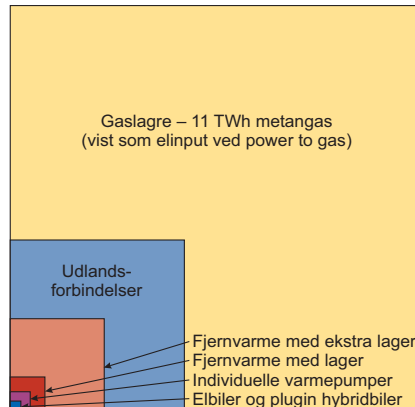 Gaslagre – 11 TWh metangas
(vist som elinput ved power to gas)
Udlands-
forbindelser
Fjernvarme med ekstra lager
Fjernvarme med lager
Individuelle varmepumper
Elbiler og plugin hybridbiler